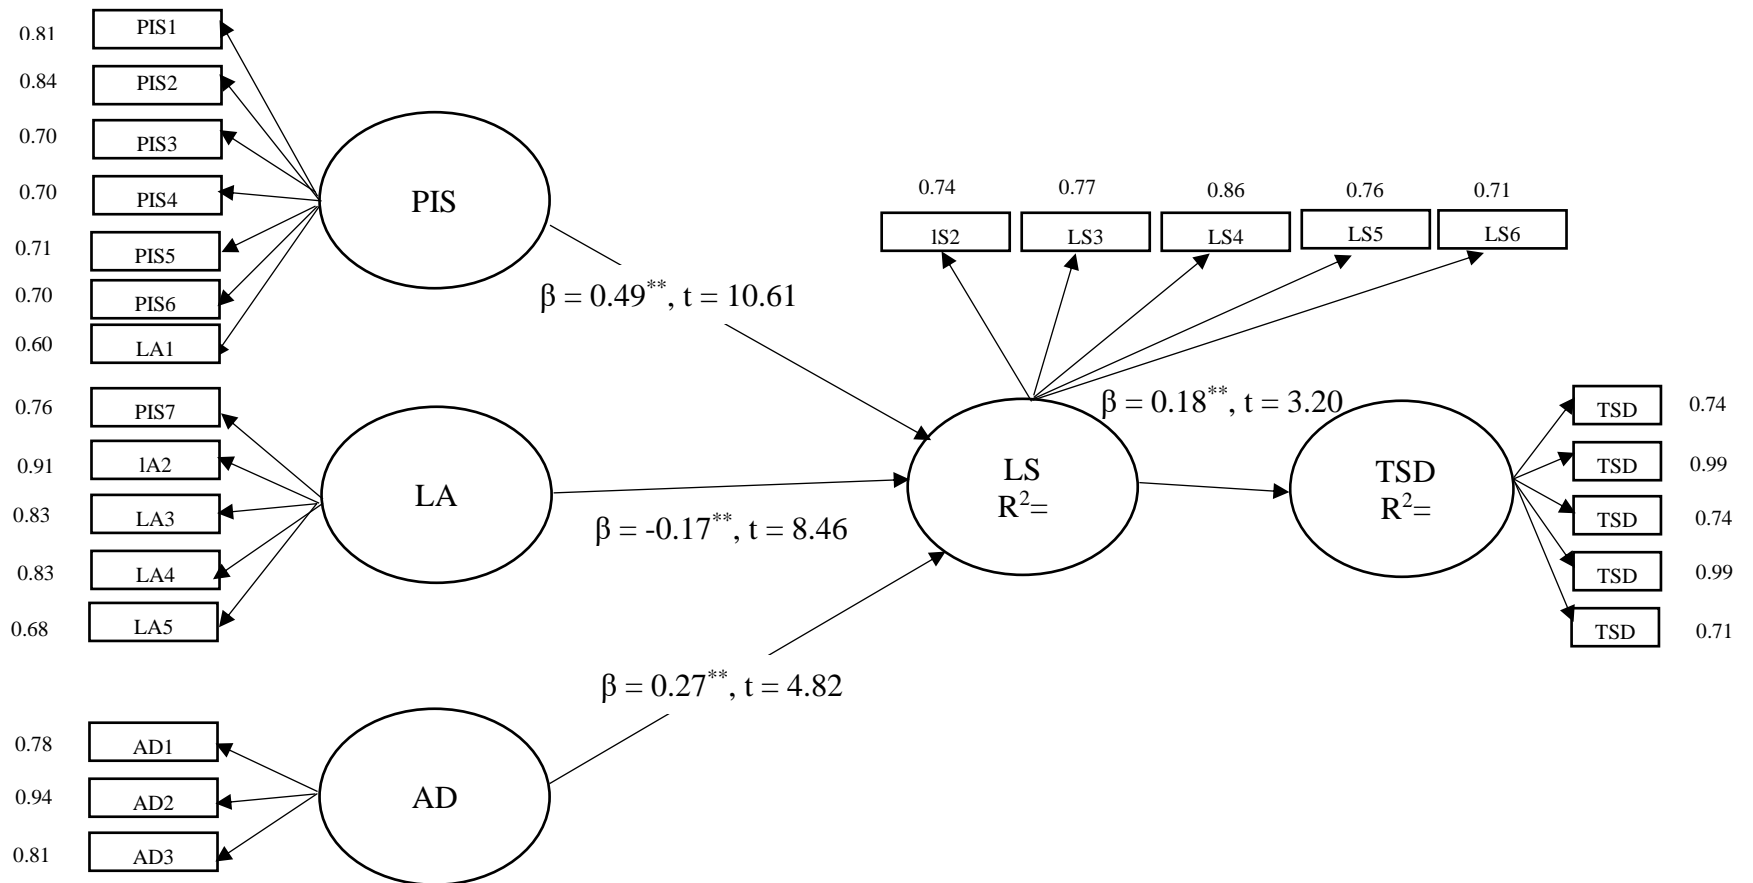 0.81 PIS1
0.84 PIS2
0.70 PIS3
0.70 PIS4
0.71 PIS5
0.70 PIS6
0.60 LA1
PIS
0.74 0.77 0.86 0.76 0.71
lS2 LS3 LS4 LS5 LS6
β = 0.49**, t = 10.61
0.76 PIS7
0.91 lA2
0.83 LA3
0.83 LA4
0.68 LA5
LA
β = -0.17**, t = 8.46
LS
R²=
β = 0.18**, t = 3.20
TSD
R²=
TSD 0.74
TSD 0.99
TSD 0.74
TSD 0.99
TSD 0.71
β = 0.27**, t = 4.82
0.78 AD1
0.94 AD2
0.81 AD3
AD